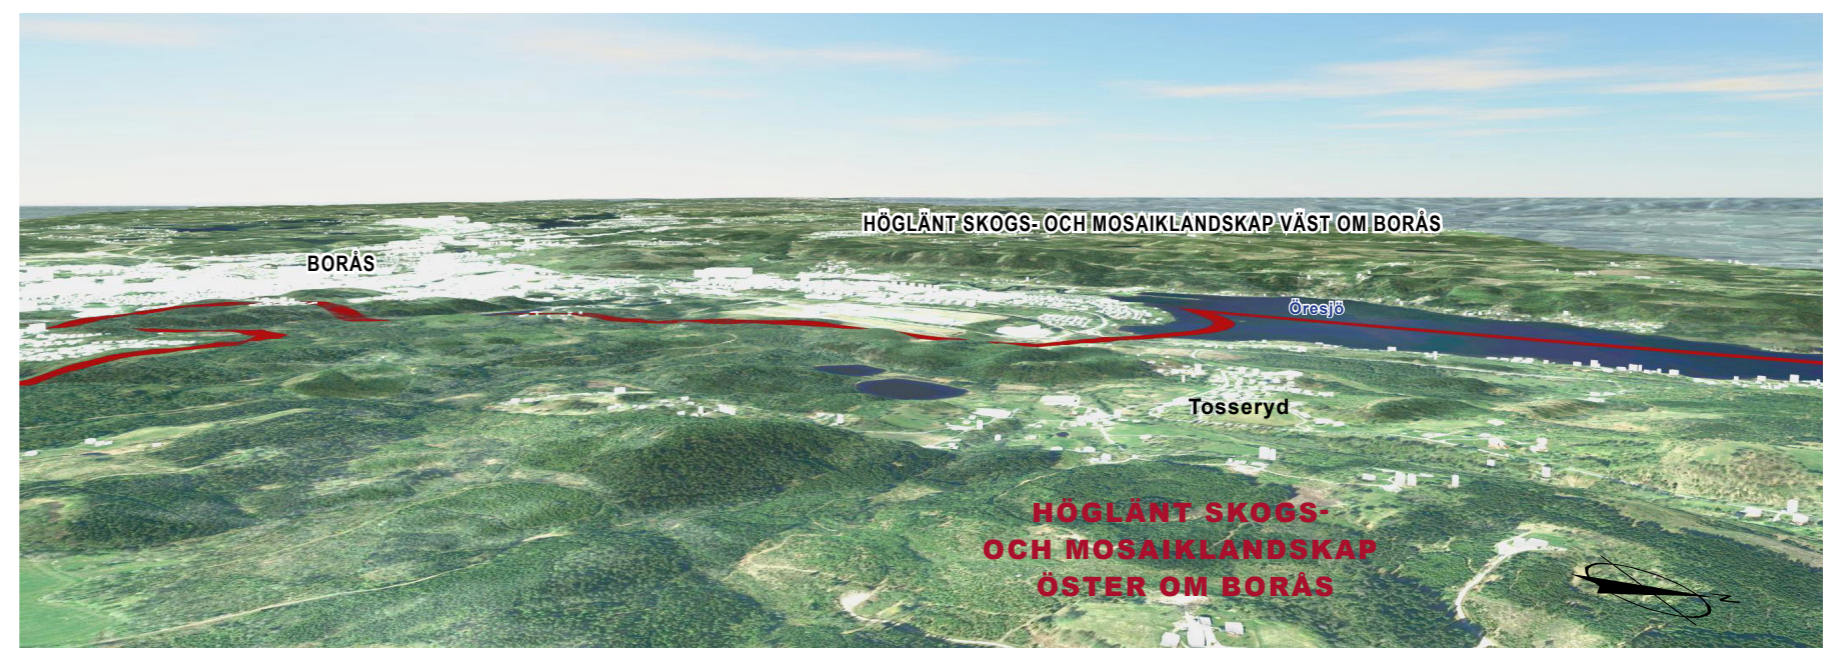 HÖGLÄNT SKOGS- OCH MOSAIKLANDSKAP VÄST OM BORÅS
BORÅS
Öresjö
Tosseryd
HÖGLÄNT SKOGS-
OCH MOSAIKLANDSKAP
ÖSTER OM BORÅS
N